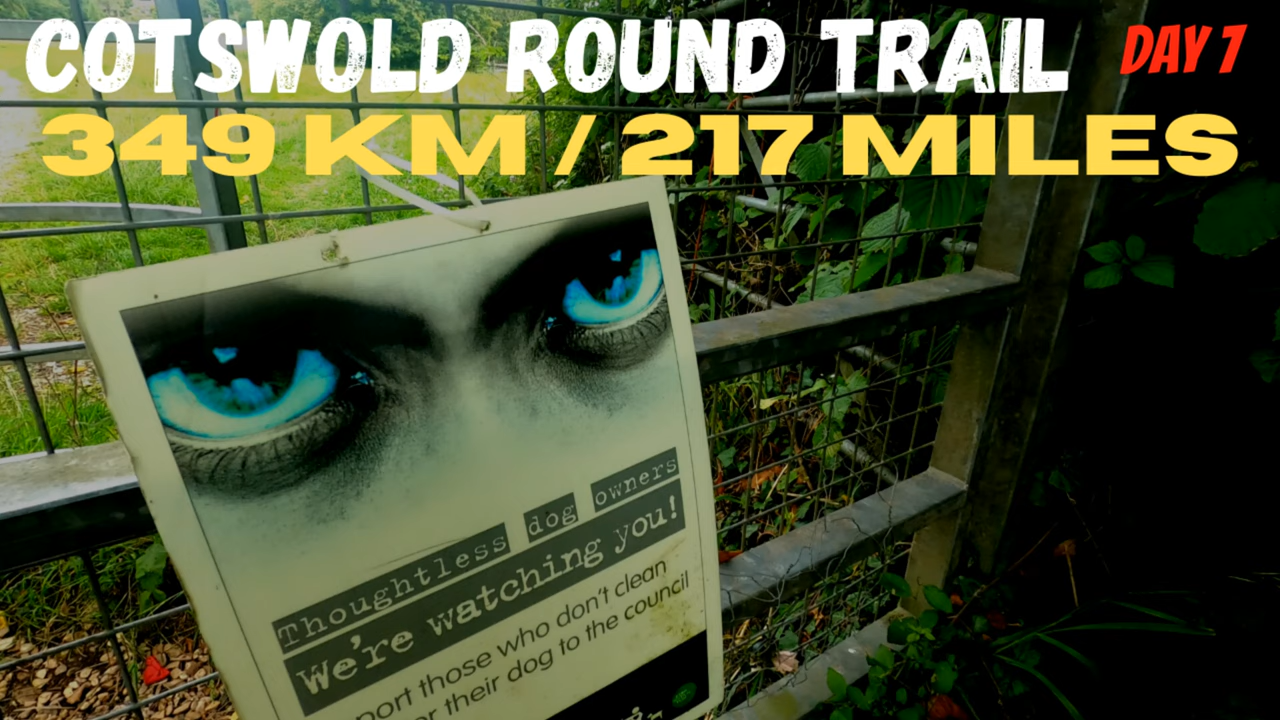 COTSWOLD ROUND TRAIL DAY 7
349 KM / 217 MILES
Thoughtless dog owners
We're watching you!
those who don't clean
their dog to the council